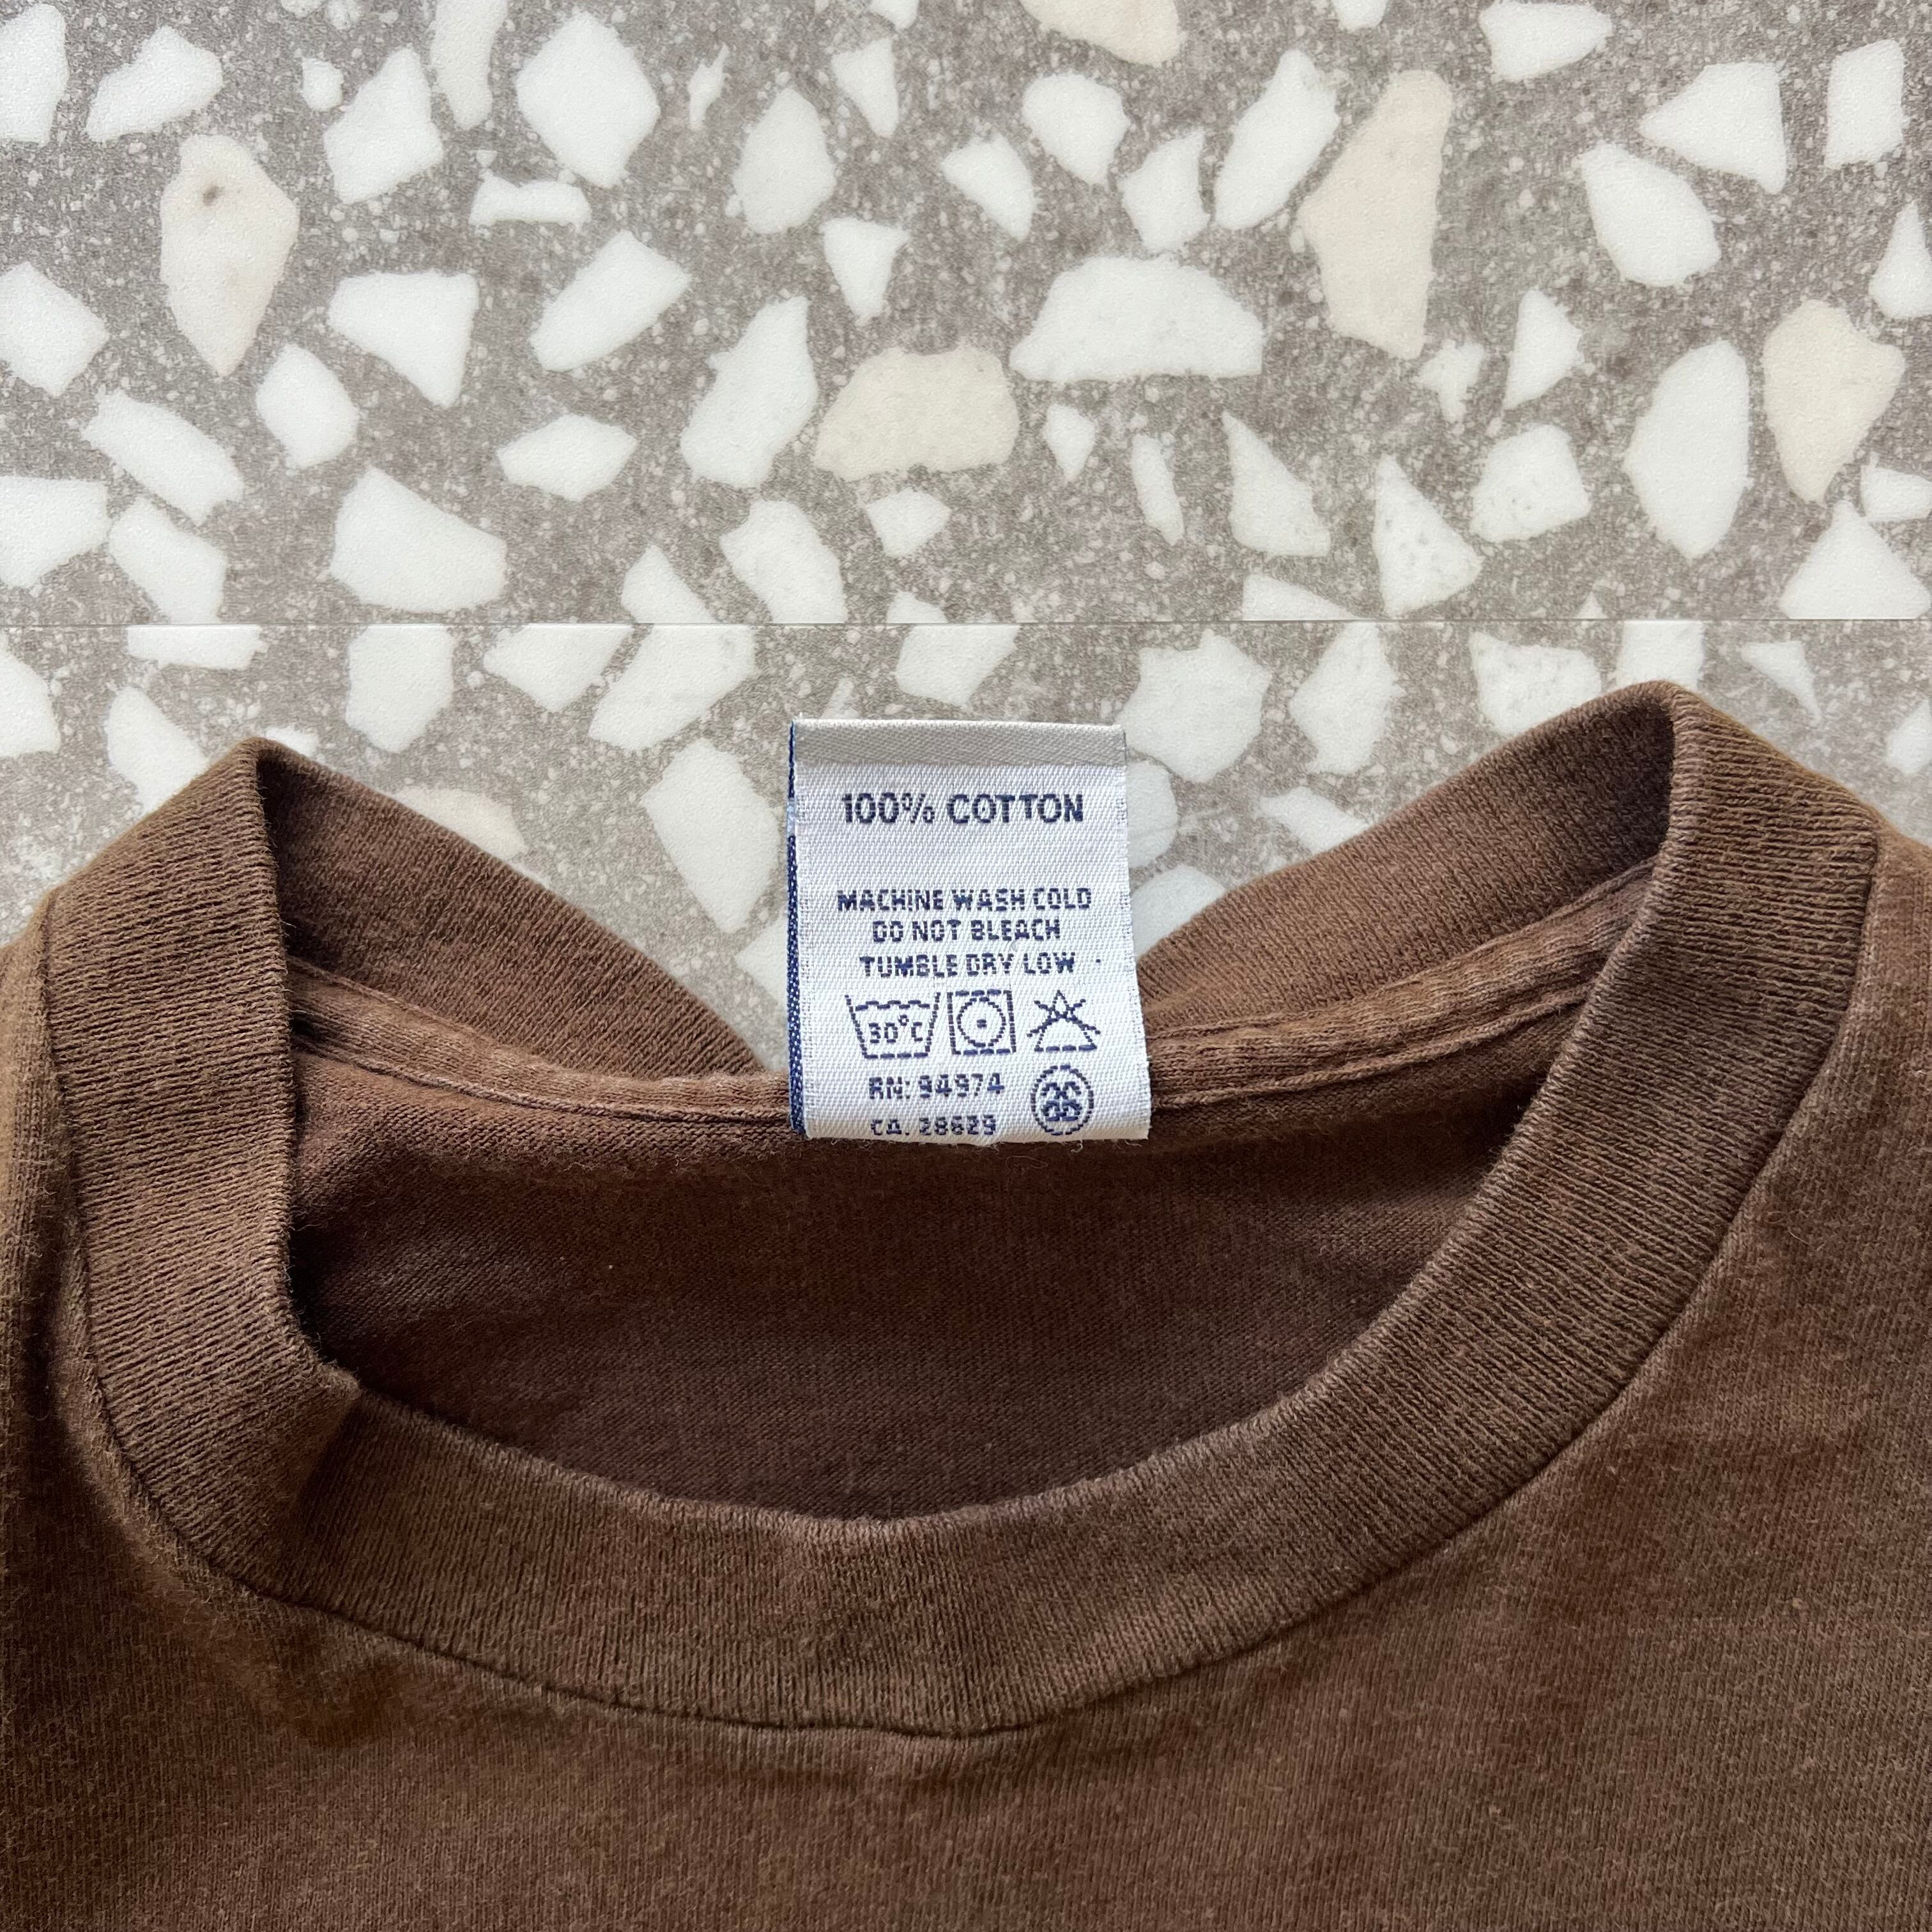 100% COTTON
MACHINE WASH COLD
DO NOT BLEACH
TUMBLE DRY LOW
30°C
RN: 94974
CA. 28629